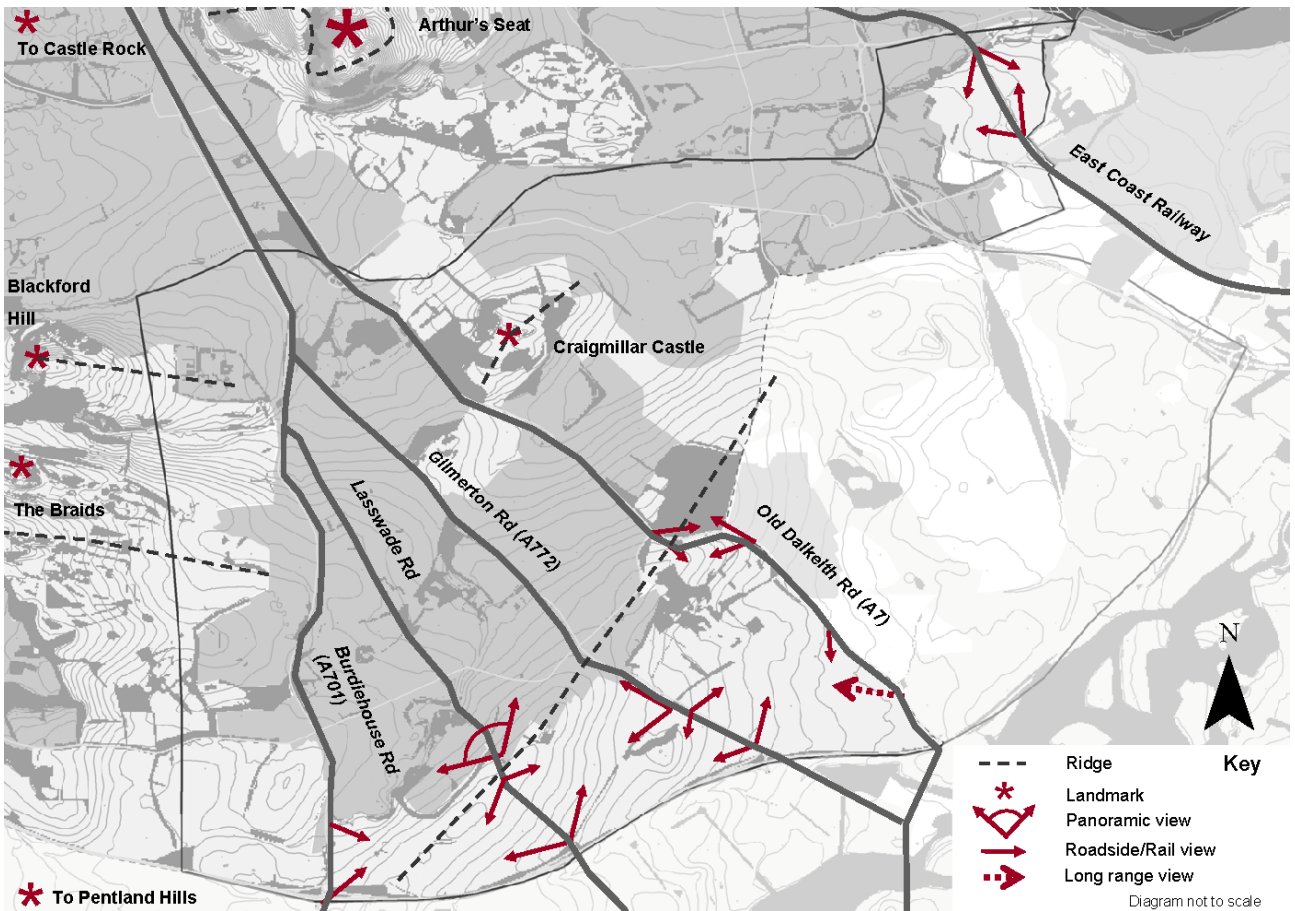 Arthur's Seat
To Castle Rock
East Coast Railway
Blackford
Hill
Craigmillar Castle
The Braids
Gilmerton Rd (A772)
Lasswade Rd
Old Dalkeith Rd (A7)
Burdiehouse Rd
(A701)
To Pentland Hills
N
Key
Ridge
Landmark
Panoramic view
Roadside/Rail view
Long range view
Diagram not to scale